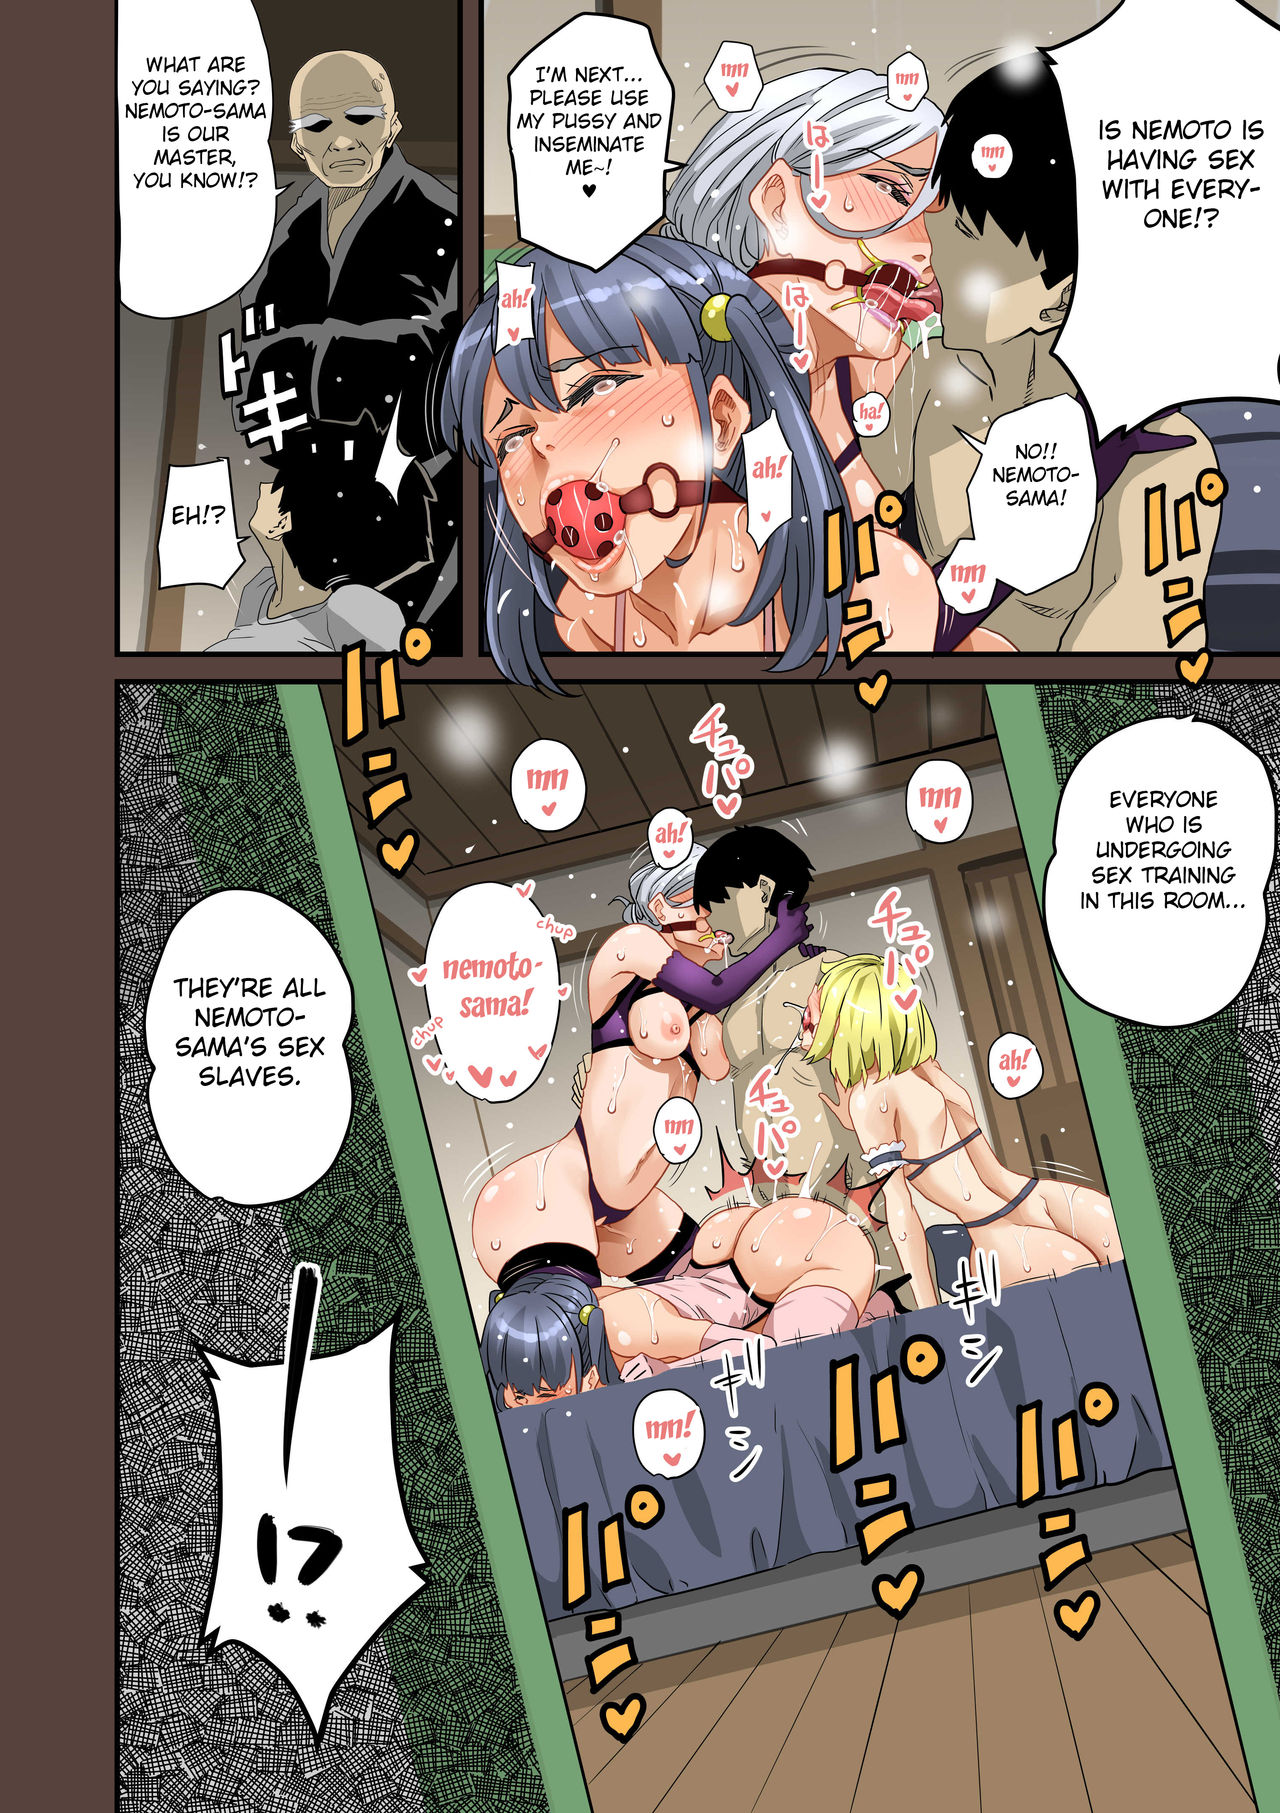 IS NEMOTO IS
HAVING SEX
WITH EVERY-
ONE!?
NO!!
NEMOTO-
SAMA!
mn
mn
mn
はー
はー
ha!
mn
I'M NEXT...
PLEASE USE
MY PUSSY AND
INSEMINATE
ME~!
ah!
ah!
パン
パン
WHAT ARE
YOU SAYING?
NEMOTO-SAMA
IS OUR
MASTER,
YOU KNOW!?
ドキ
EH!?
パン
EVERYONE
WHO IS
UNDERGOING
SEX TRAINING
IN THIS ROOM...
チュパ
mn
mn
ah!
チュパ
chup
nemoto-
sama!
chup
ah!
チュパ
mn
THEY'RE ALL
NEMOTO-
SAMA'S SEX
SLAVES.
ギシ
ギシ
mn!
パン
パン
パン
!?